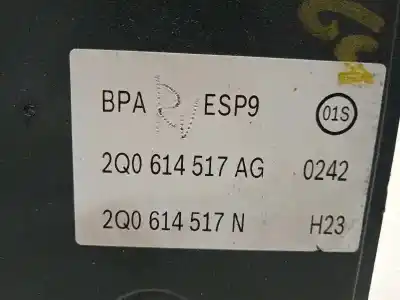 BPA ESP9 01S
2Q0 614 517 AG 0242
2Q0 614 517 N H23